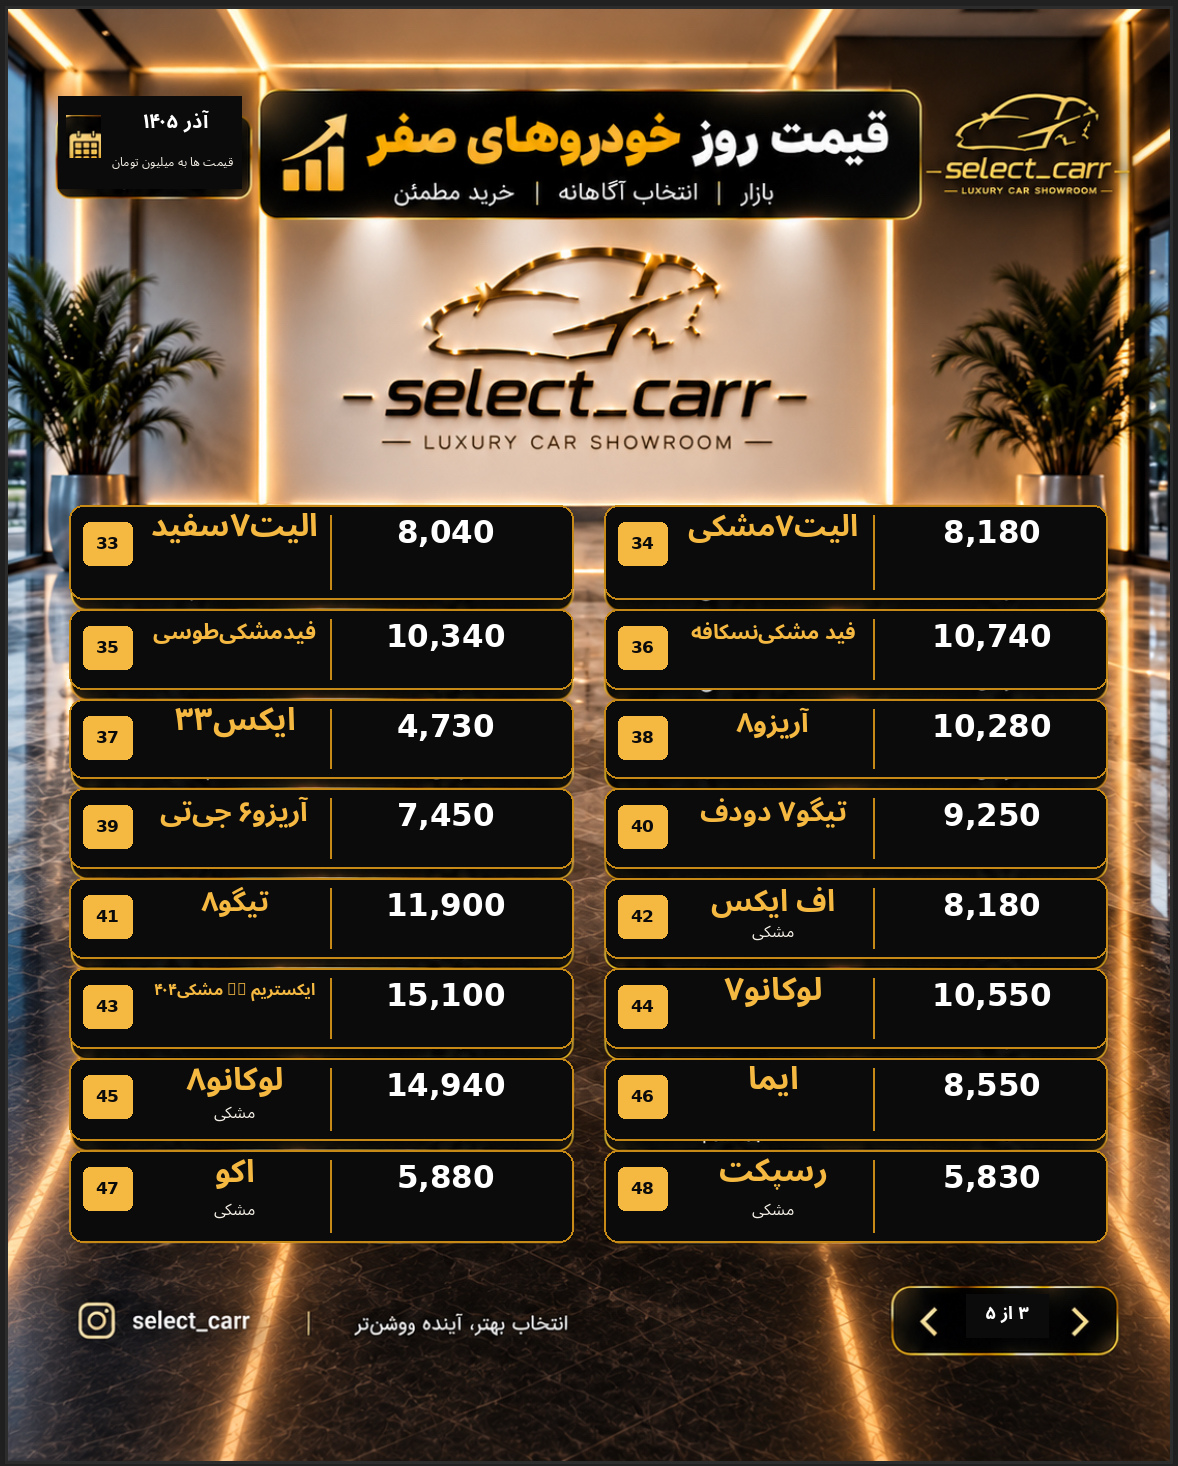 آذر ۱۴۰۵
قیمت ها به میلیون تومان
قیمت روز خودروهای صفر
بازار | انتخاب آگاهانه | خرید مطمئن
select_carr
LUXURY CAR SHOWROOM
select_carr
LUXURY CAR SHOWROOM
33 الیت۷سفید 8,040
34 الیت۷مشکی 8,180
35 فیدمشکی‌طوسی 10,340
36 فید مشکی‌نسکافه 10,740
37 ایکس۳۳ 4,730
38 آریزو۸ 10,280
39 آریزو۶ جی‌تی 7,450
40 تیگو۷ دودف 9,250
41 تیگو۸ 11,900
42 اف ایکس 8,180
مشکی
43 ایکستریم مشکی۴۰۴ 15,100
44 لوکانو۷ 10,550
45 لوکانو۸ 14,940
مشکی
46 ایما 8,550
47 اکو 5,880
مشکی
48 رسپکت 5,830
مشکی
select_carr | انتخاب بهتر، آینده ووشن‌تر
۳ از ۵